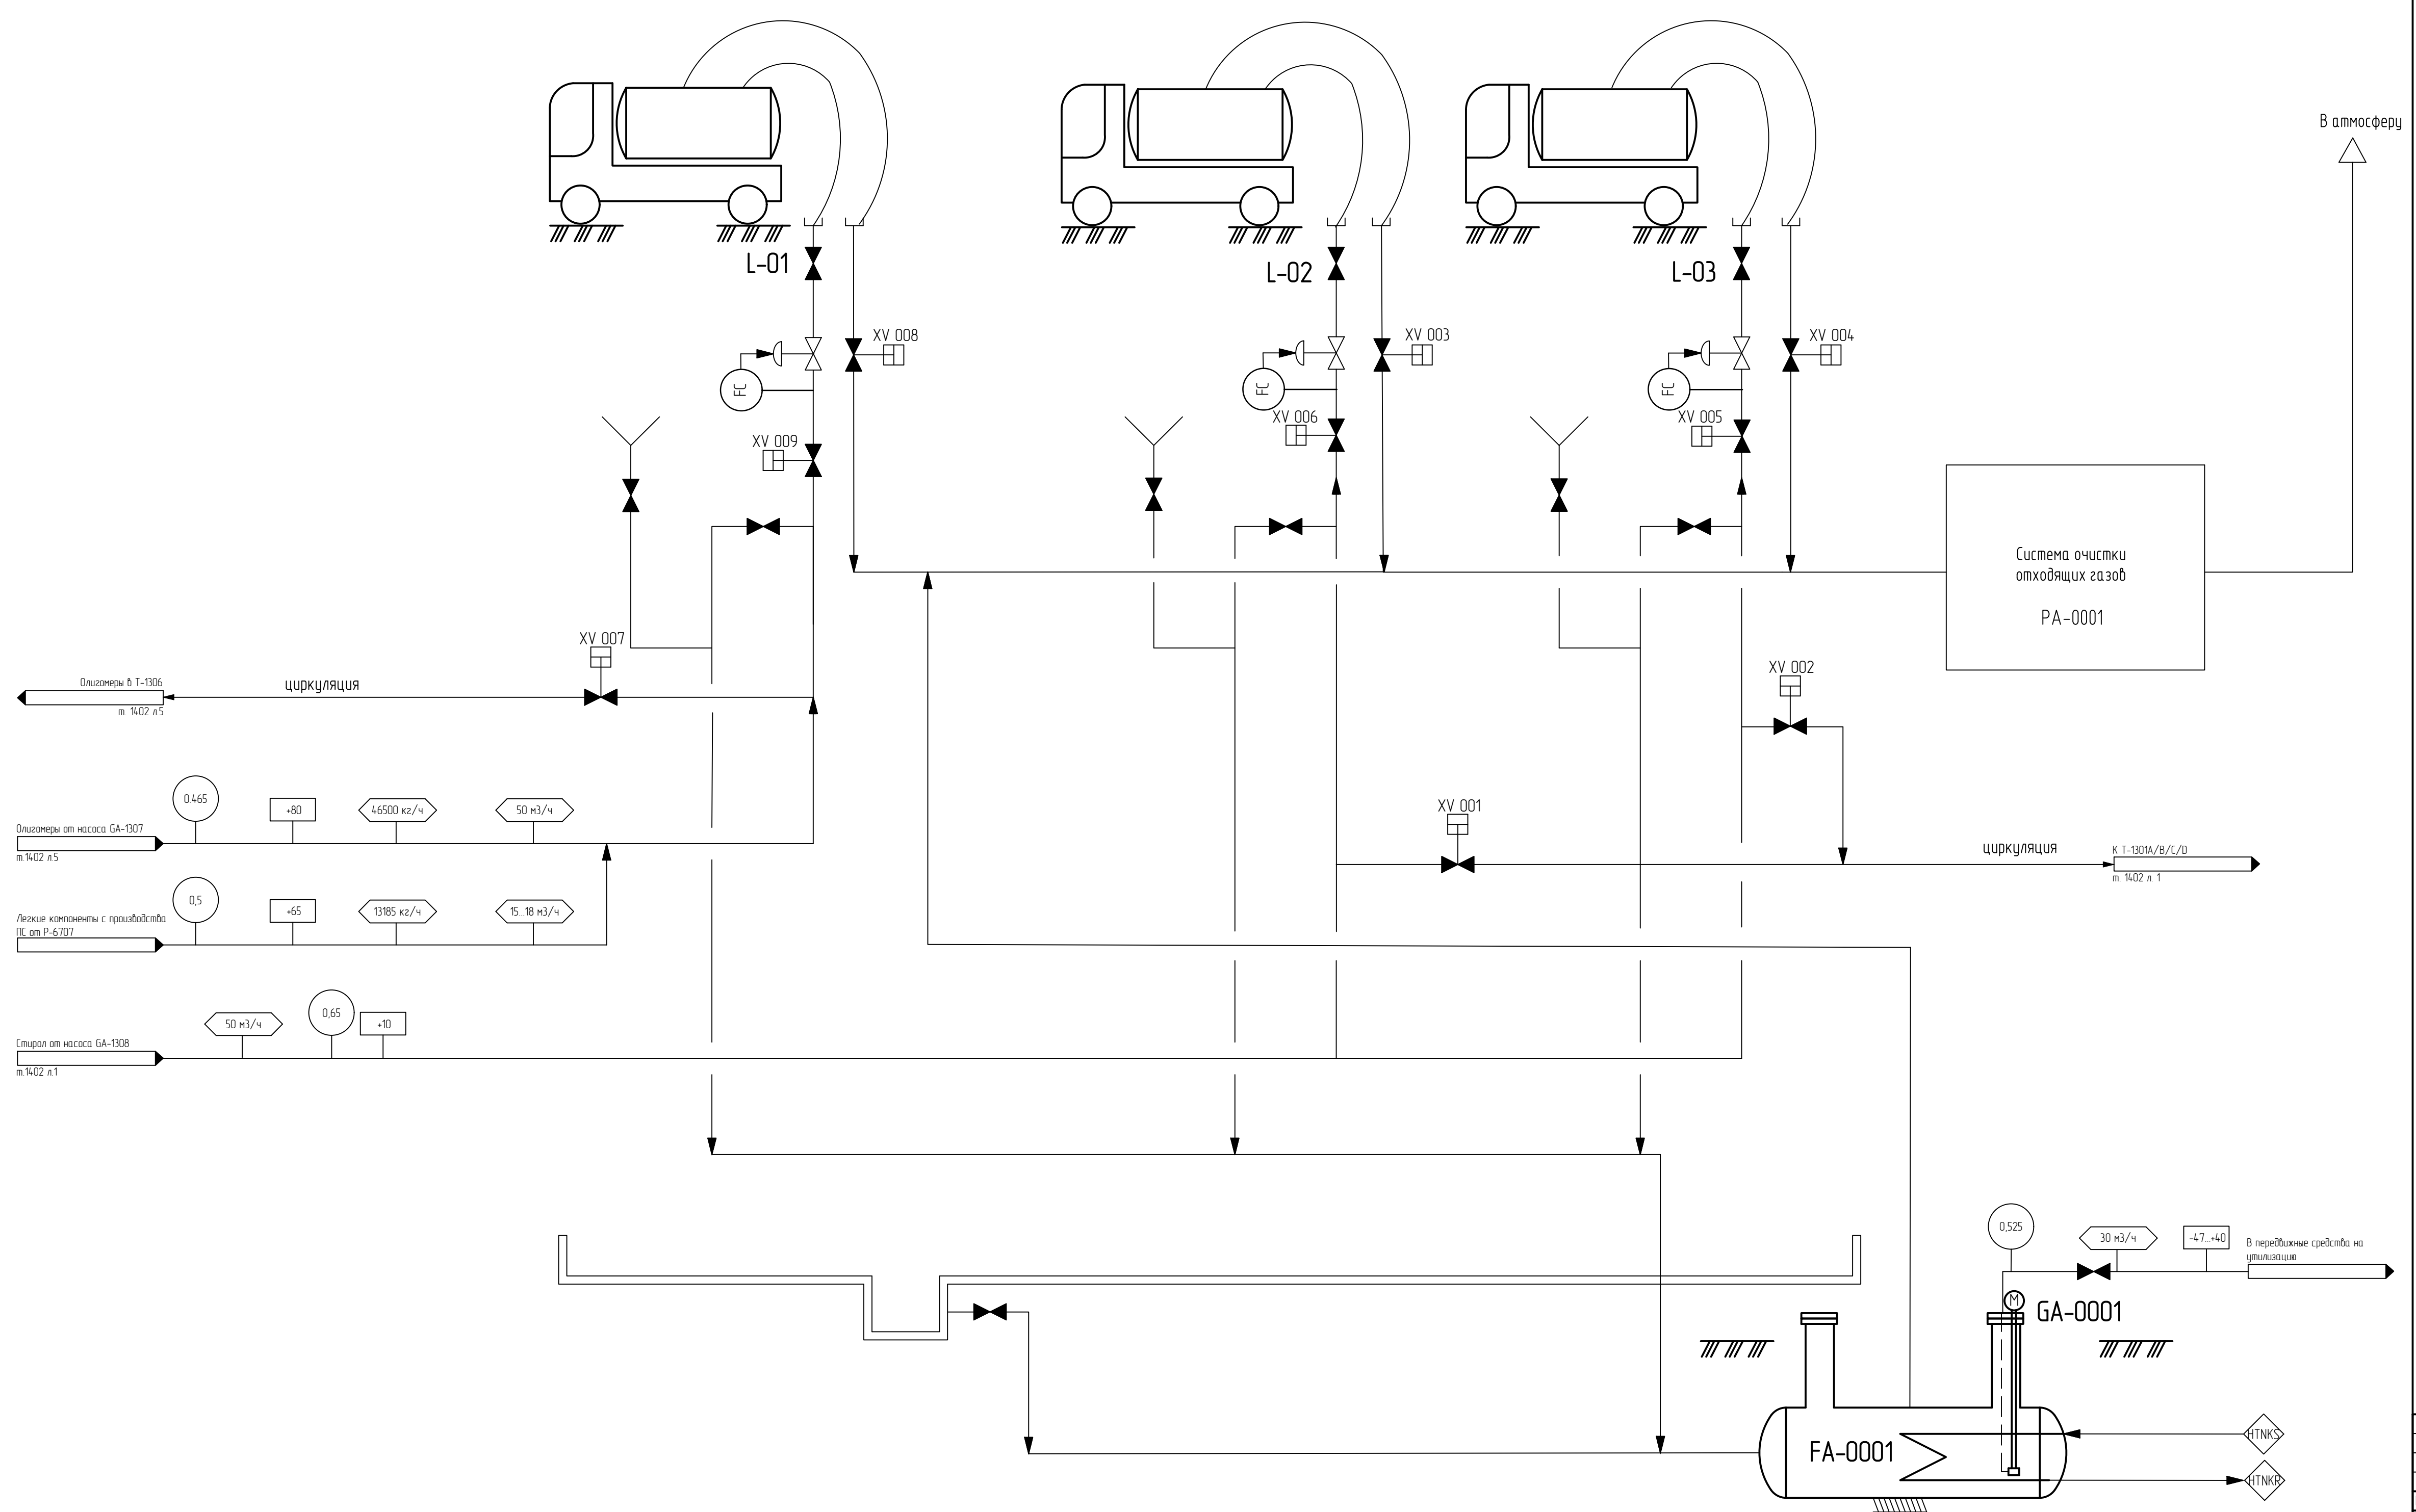 В атмосферу
L-01
L-02
L-03
XV 008
XV 003
XV 004
FC
FC
FC
XV 009
XV 006
XV 005
Система очистки
отходящих газов
PA-0001
XV 007
XV 002
Олигомеры в Т-1306
т. 1402 л.5
циркуляция
0.465
+80
46500 кг/ч
50 м3/ч
XV 001
Олигомеры от насоса GA-1307
т.1402 л.5
циркуляция
К Т-1301А/В/С/D
т. 1402 л. 1
0,5
+65
13185 кг/ч
15...18 м3/ч
Легкие компоненты с производства
ПС от Р-6707
50 м3/ч
0,65
+10
Стирол от насоса GA-1308
т.1402 л.1
0,525
30 м3/ч
-47...+40
В передвижные средства на
утилизацию
M
GA-0001
FA-0001
HTNKS
HTNKR